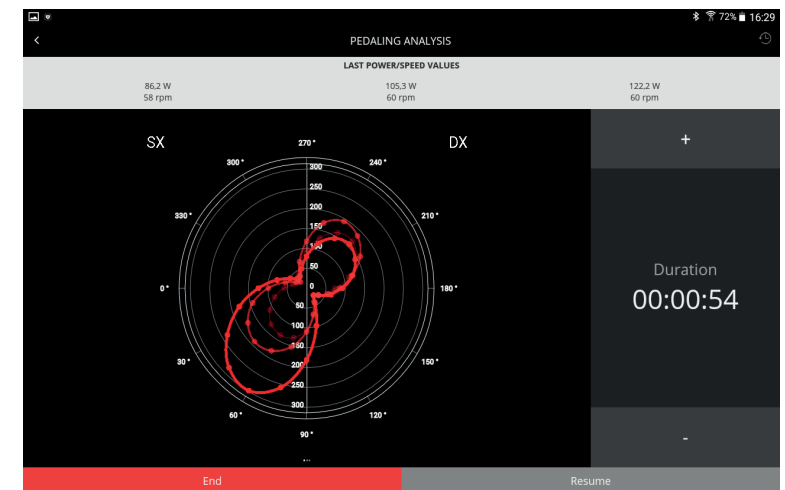 72% 16:29
PEDALING ANALYSIS
LAST POWER/SPEED VALUES
86,2 W 105,3 W 122,2 W
58 rpm 60 rpm 60 rpm
SX DX +
270°
300° 240°
300
250
330° 200 210°
150
100
50
0° 0 180°
50
100
150
30° 200 150°
250
300
60° 120°
90°
Duration
00:00:54
-
...
End Resume